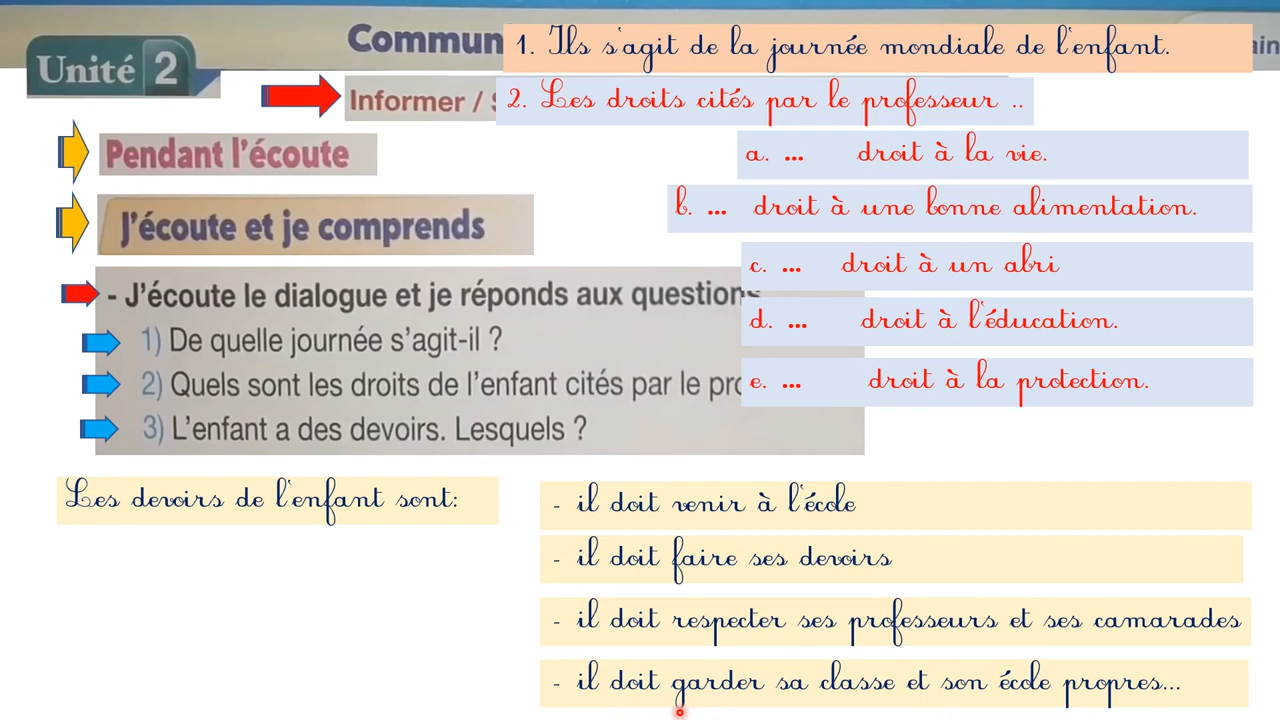 Unité 2
Commun
ain
1. Ils s'agit de la journée mondiale de l'enfant.
Informer /
2. Les droits cités par le professeur ..
Pendant l'écoute
a. ... droit à la vie.
b. ... droit à une bonne alimentation.
J'écoute et je comprends
c. ... droit à un abri
- J'écoute le dialogue et je réponds aux questions
d. ... droit à l'éducation.
1) De quelle journée s'agit-il ?
2) Quels sont les droits de l'enfant cités par le pro
e. ... droit à la protection.
3) L'enfant a des devoirs. Lesquels ?
Les devoirs de l'enfant sont:
- il doit venir à l'école
- il doit faire ses devoirs
- il doit respecter ses professeurs et ses camarades
- il doit garder sa classe et son école propres...